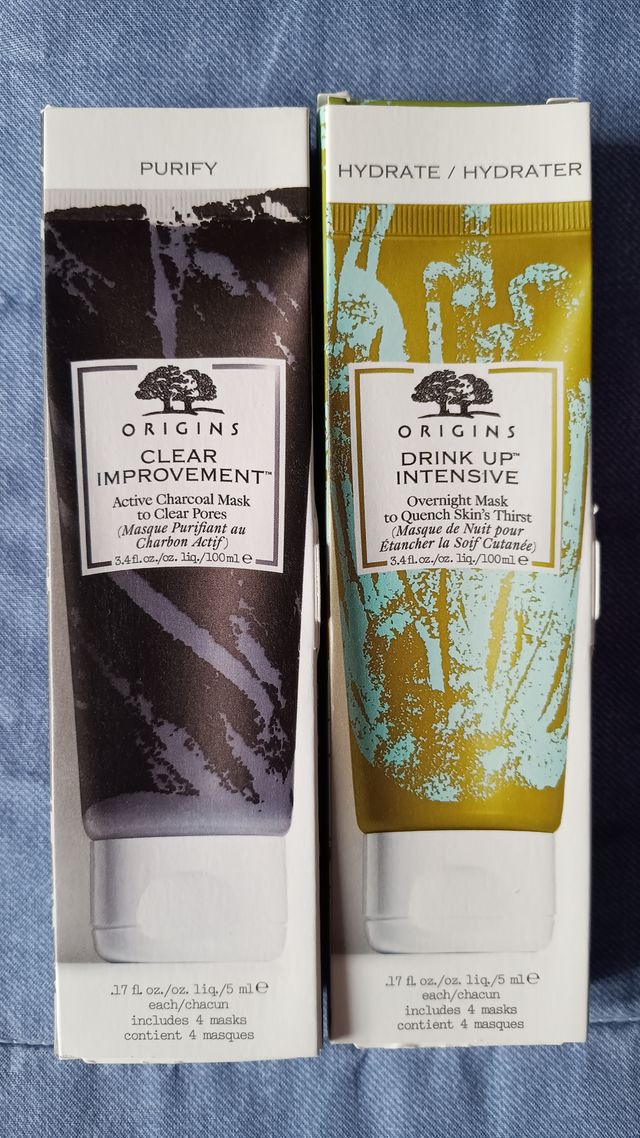 PURIFY
ORIGINS
CLEAR
IMPROVEMENT™
Active Charcoal Mask
to Clear Pores
(Masque Purifiant au
Charbon Actif)
3.4 fl. oz./oz. liq./100 ml ℮
.17 fl. oz./oz. liq./5 ml ℮
each/chacun
includes 4 masks
contient 4 masques
HYDRATE / HYDRATER
ORIGINS
DRINK UP™
INTENSIVE
Overnight Mask
to Quench Skin's Thirst
(Masque de Nuit pour
Étancher la Soif Cutanée)
3.4 fl. oz./oz. liq./100ml ℮
.17 fl. oz./oz. liq./5 ml ℮
each/chacun
includes 4 masks
contient 4 masques